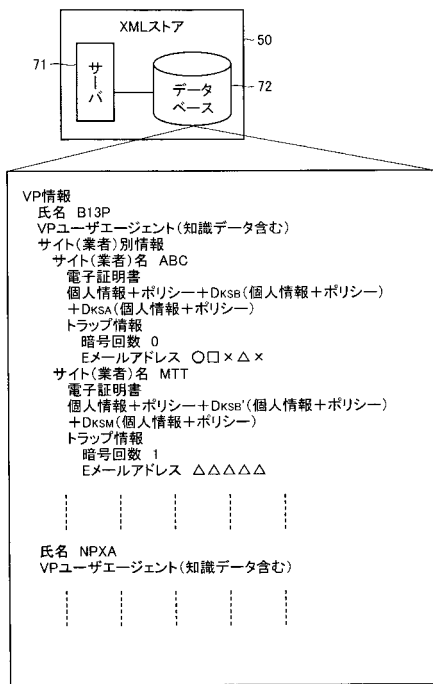 XMLストア
50
71
サーバ
データ
ベース
72
VP情報
氏名 B13P
VPユーザエージェント(知識データ含む)
サイト(業者)別情報
サイト(業者)名 ABC
電子証明書
個人情報+ポリシー+DKSB(個人情報+ポリシー)
+DKSA(個人情報+ポリシー)
トラップ情報
暗号回数 0
Eメールアドレス ○□×△×
サイト(業者)名 MTT
電子証明書
個人情報+ポリシー+DKSB'(個人情報+ポリシー)
+DKSM(個人情報+ポリシー)
トラップ情報
暗号回数 1
Eメールアドレス △△△△△
氏名 NPXA
VPユーザエージェント(知識データ含む)